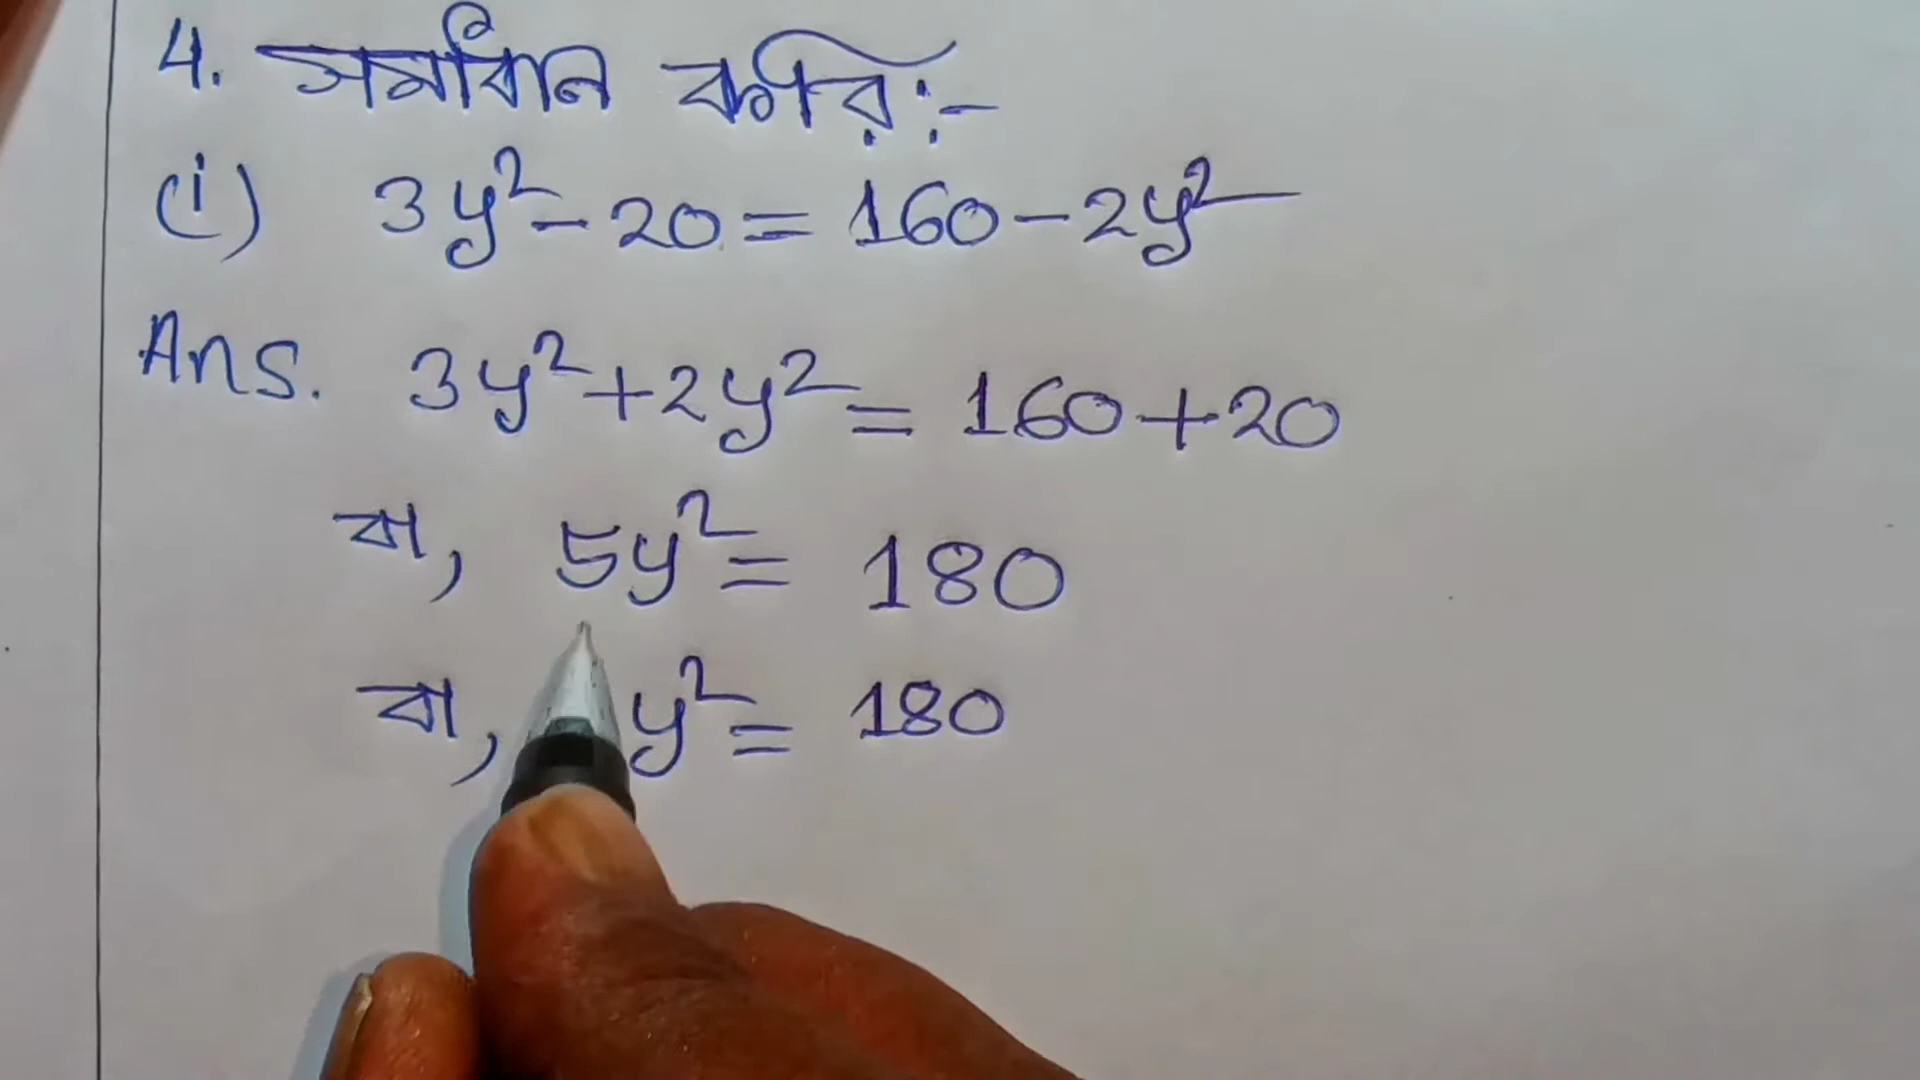 4. সমাধান করি:-
(i) 3y² - 20 = 160 - 2y²
Ans. 3y² + 2y² = 160 + 20
বা, 5y² = 180
বা, y² = 180